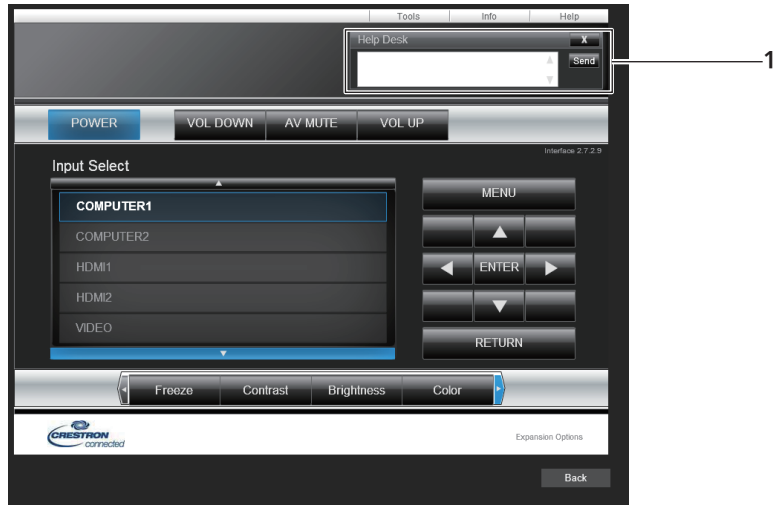 Tools Info Help
Help Desk X
Send
1
POWER VOL DOWN AV MUTE VOL UP
Interface 2.7.2.9
Input Select
COMPUTER1
COMPUTER2
HDMI1
HDMI2
VIDEO
MENU
ENTER
RETURN
Freeze Contrast Brightness Color
CRESTRON
connected
Expansion Options
Back